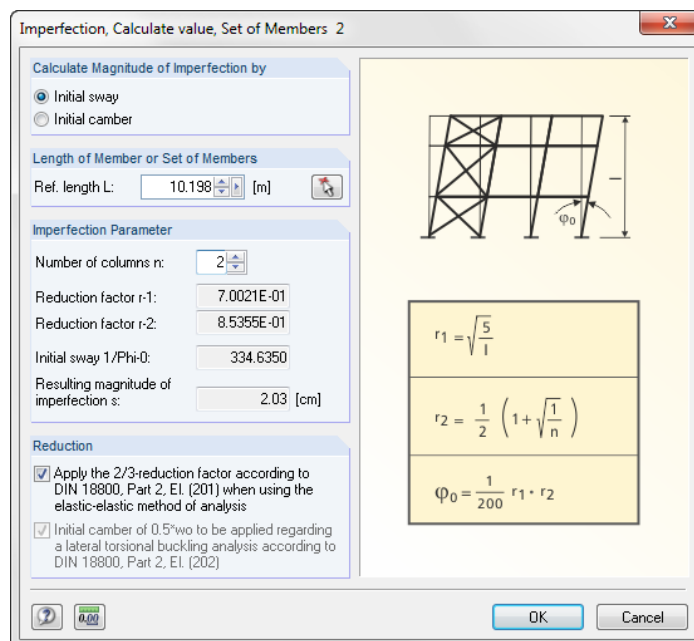 Imperfection, Calculate value, Set of Members 2
Calculate Magnitude of Imperfection by
Initial sway
Initial camber
Length of Member or Set of Members
Ref. length L: 10.198 [m]
Imperfection Parameter
Number of columns n: 2
Reduction factor r-1: 7.0021E-01
Reduction factor r-2: 8.5355E-01
Initial sway 1/Phi-0: 334.6350
Resulting magnitude of
imperfection s: 2.03 [cm]
Reduction
Apply the 2/3-reduction factor according to
DIN 18800, Part 2, El. (201) when using the
elastic-elastic method of analysis
Initial camber of 0.5*wo to be applied regarding
a lateral torsional buckling analysis according to
DIN 18800, Part 2, El. (202)
l
φ0
r1 = √(5/l)
r2 = 1/2 (1 + √(1/n))
φ0 = 1/200 r1 · r2
0.00
OK
Cancel